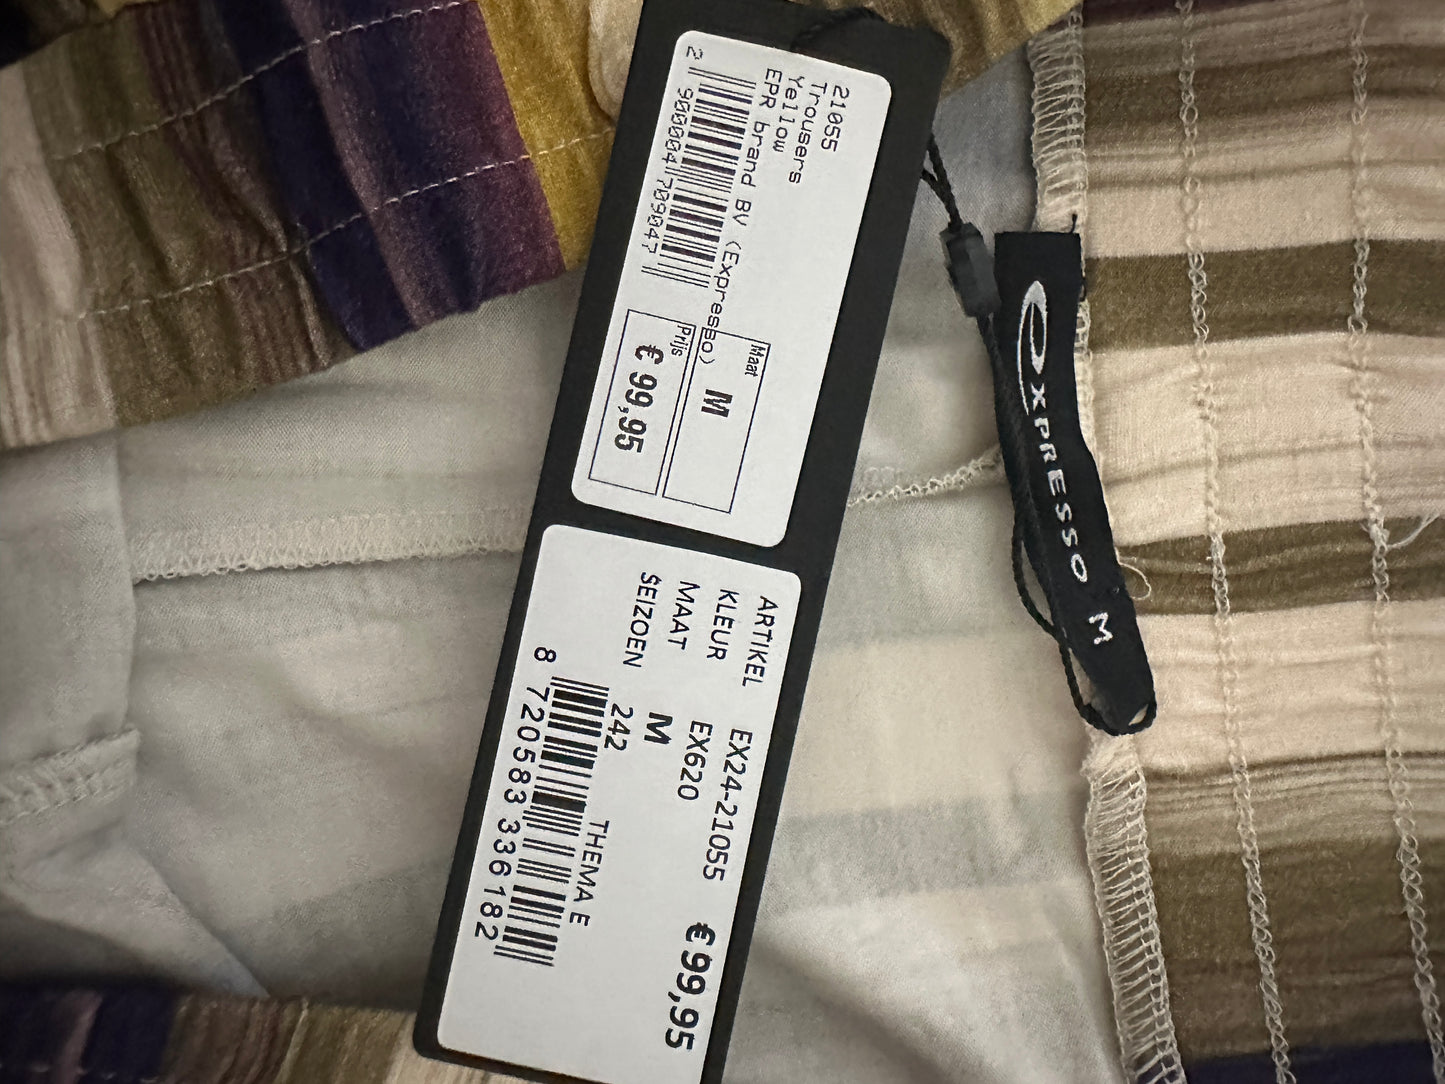 21055
Trousers
Yellow
EPR brand BV (Expresso)
2 900004 709047
Maat
M
Prijs
€ 99,95
ARTIKEL EX24-21055
KLEUR EX620 € 99,95
MAAT M
SEIZOEN 242 THEMA E
8 720583 336182
EXPRESSO M